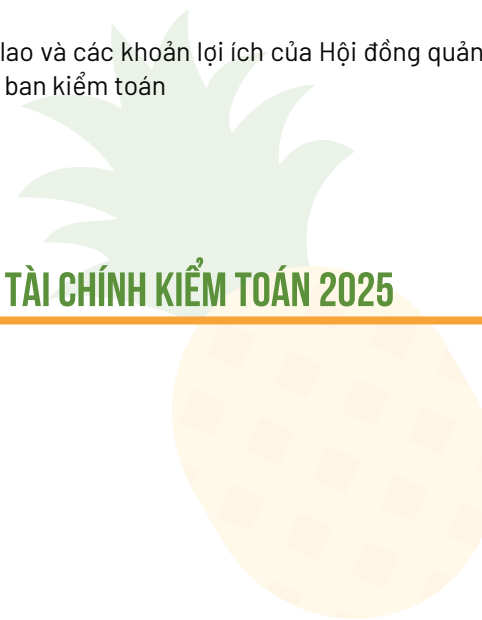 lao và các khoản lợi ích của Hội đồng quản
ban kiểm toán
TÀI CHÍNH KIỂM TOÁN 2025